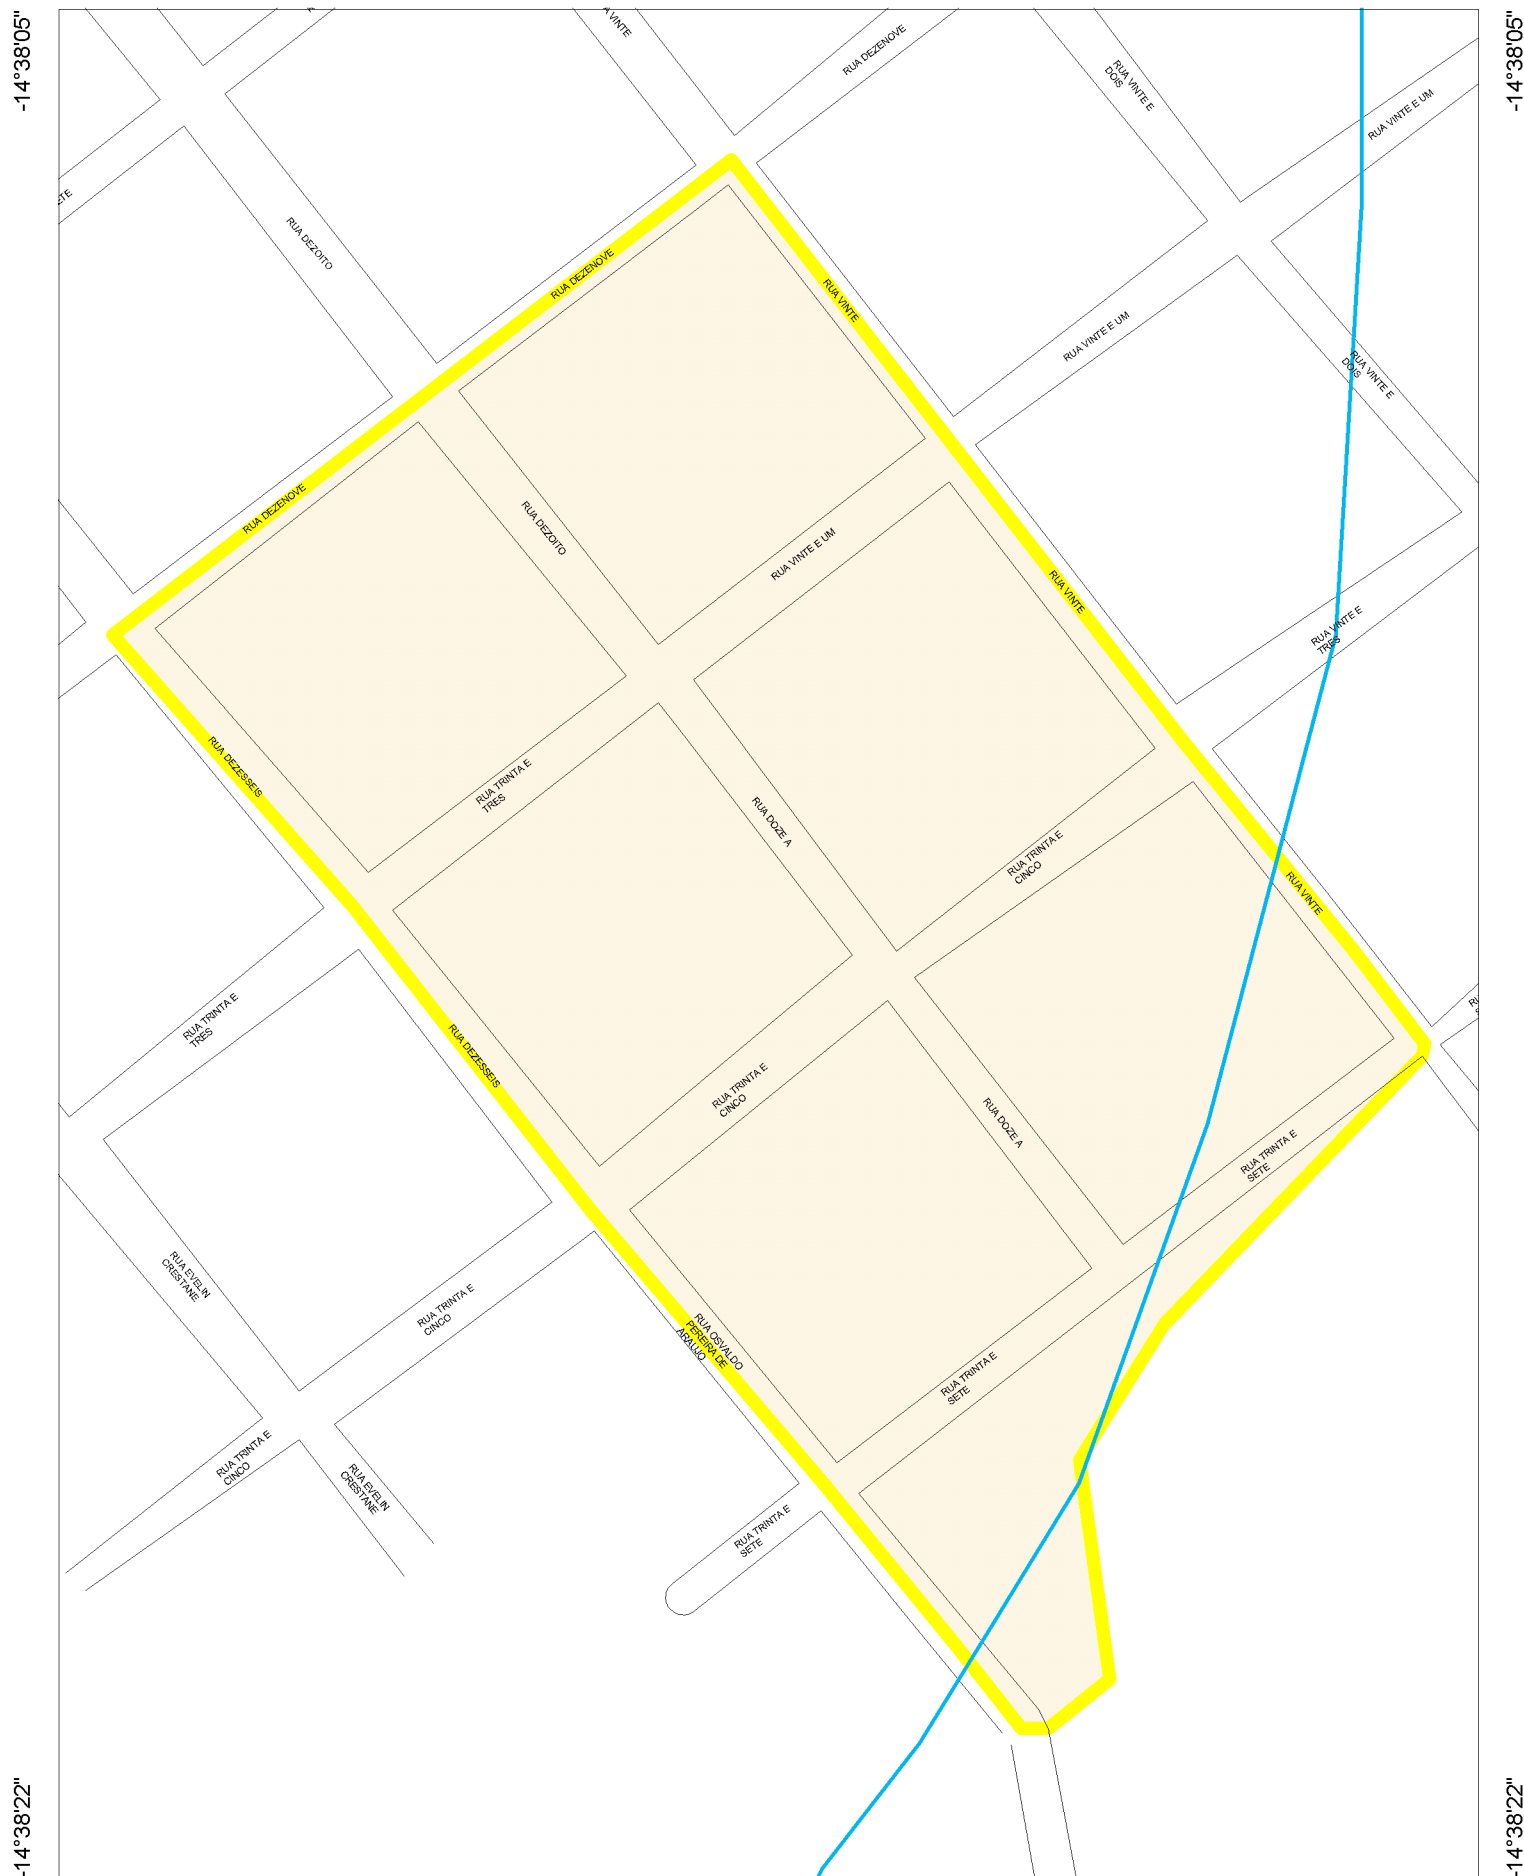 -14°38'05"
-14°38'05"
A VINTE
RUA DEZENOVE
RUA VINTE E
DOIS
RUA VINTE E UM
RUA DEZOITO
RUA DEZENOVE
RUA VINTE
RUA VINTE E UM
RUA VINTE E
DOIS
RUA DEZENOVE
RUA DEZOITO
RUA VINTE E UM
RUA VINTE
RUA VINTE E
TRES
RUA DEZESSEIS
RUA TRINTA E
TRES
RUA DOZE A
RUA TRINTA E
CINCO
RUA VINTE
RUA TRINTA E
TRES
RUA DEZESSEIS
RUA TRINTA E
CINCO
RUA DOZE A
RUA TRINTA E
SETE
RUA EVELIN
CRESTANE
RUA TRINTA E
CINCO
RUA OSVALDO
PEREIRA DE
ARAUJO
RUA TRINTA E
SETE
RUA TRINTA E
CINCO
RUA EVELIN
CRESTANE
RUA TRINTA E
SETE
-14°38'22"
-14°38'22"